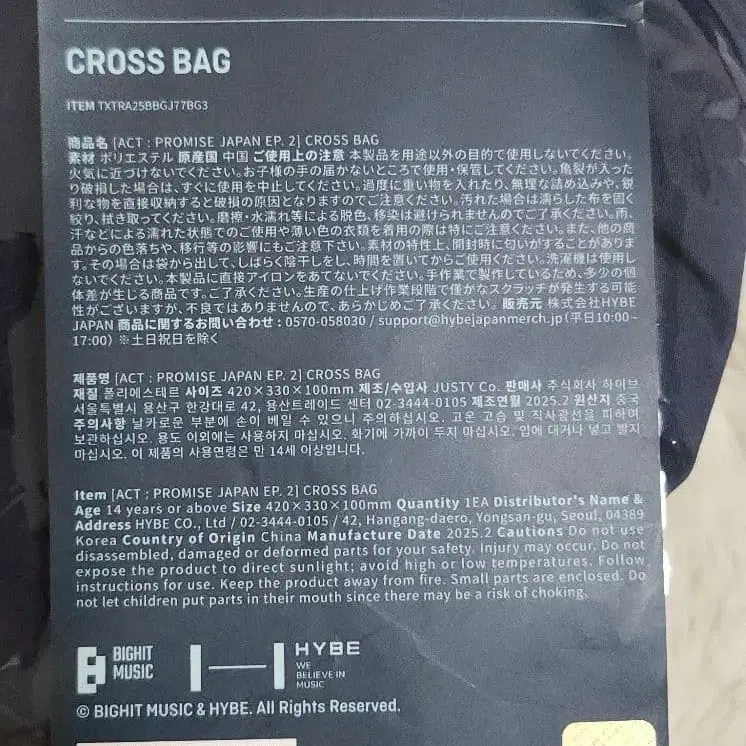 CROSS BAG
ITEM TXTRA25BBGJ77BG3
商品名 [ACT : PROMISE JAPAN EP. 2] CROSS BAG
素材 ポリエステル 原産国 中国 ご使用上の注意 本製品を用途以外の目的で使用しないでください。
火気に近づけないでください。お子様の手の届かないところで使用・保管してください。亀裂が入った
り破損した場合は、すぐに使用を中止してください。過度に重い物を入れたり、無理な詰め込みや、鋭
利な物を直接収納すると破損の原因となりますのでご注意ください。汚れた場合は濡らした布を固く
絞り、拭き取ってください。磨擦・水濡れ等による脱色、移染は避けられませんのでご了承ください。雨、
汗などによる濡れた状態でのご使用や薄い色の衣類を着用の際は特にご注意ください。また、他の商
品からの色落ちや、移行等の影響にもご注意下さい。素材の特性上、開封時に匂いがすることがありま
す。その場合は袋から出して、しばらく陰干しをし、時間を置いてからご使用ください。洗濯機は使用し
ないでください。本製品に直接アイロンをあてないでください。手作業で製作しているため、多少の個
体差が生じる商品です。ご了承ください。生産の仕上げ作業段階で僅かなスクラッチが発生する可能
性がございますが、不良ではありませんので、あらかじめご了承ください。販売元 株式会社HYBE
JAPAN 商品に関するお問い合わせ : 0570-058030 / support@hybejapanmerch.jp(平日10:00~
17:00) ※土日祝日を除く
제품명 [ACT : PROMISE JAPAN EP. 2] CROSS BAG
재질 폴리에스테르 사이즈 420×330×100mm 제조/수입사 JUSTY Co. 판매사 주식회사 하이브
서울특별시 용산구 한강대로 42, 용산트레이드 센터 02-3444-0105 제조연월 2025.2 원산지 중국
주의사항 날카로운 부분에 손이 베일 수 있으니 주의하십시오. 고온 고습 및 직사광선을 피하여
보관하십시오. 용도 이외에는 사용하지 마십시오. 화기에 가까이 두지 마십시오. 입에 대거나 넣고 빨지
마십시오. 이 제품의 사용연령은 만 14세 이상입니다.
Item [ACT : PROMISE JAPAN EP. 2] CROSS BAG
Age 14 years or above Size 420×330×100mm Quantity 1EA Distributor's Name &
Address HYBE CO., Ltd / 02-3444-0105 / 42, Hangang-daero, Yongsan-gu, Seoul, 04389
Korea Country of Origin China Manufacture Date 2025.2 Cautions Do not use
disassembled, damaged or deformed parts for your safety. Injury may occur. Do not
expose the product to direct sunlight; avoid high or low temperatures. Follow
instructions for use. Keep the product away from fire. Small parts are enclosed. Do
not let children put parts in their mouth since there may be a risk of choking.
BIGHIT
MUSIC
HYBE
WE
BELIEVE IN
MUSIC
© BIGHIT MUSIC & HYBE. All Rights Reserved.